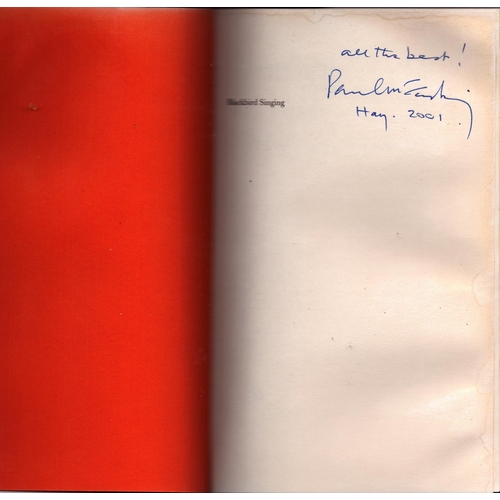 all the best!
Paul McCartney
Hay. 2001.
Blackbird Singing